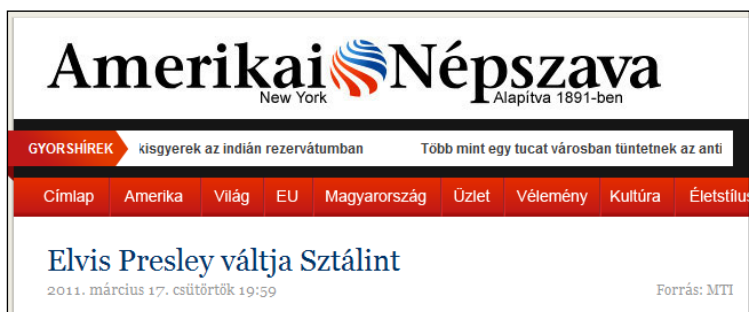 Amerikai Népszava
New York Alapítva 1891-ben
GYORSHÍREK kisgyerek az indián rezervátumban Több mint egy tucat városban tüntetnek az anti
Címlap Amerika Világ EU Magyarország Üzlet Vélemény Kultúra Életstílus
Elvis Presley váltja Sztálint
2011. március 17. csütörtök 19:59 Forrás: MTI